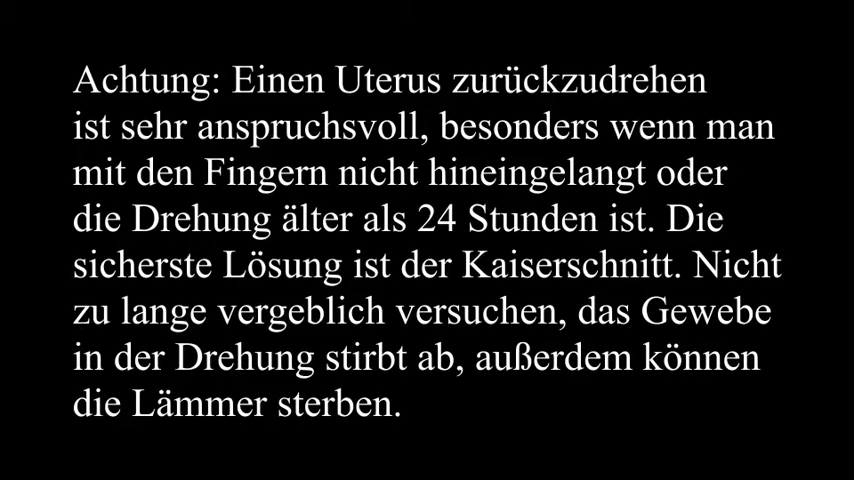 Achtung: Einen Uterus zurückzudrehen
ist sehr anspruchsvoll, besonders wenn man
mit den Fingern nicht hineingelangt oder
die Drehung älter als 24 Stunden ist. Die
sicherste Lösung ist der Kaiserschnitt. Nicht
zu lange vergeblich versuchen, das Gewebe
in der Drehung stirbt ab, außerdem können
die Lämmer sterben.